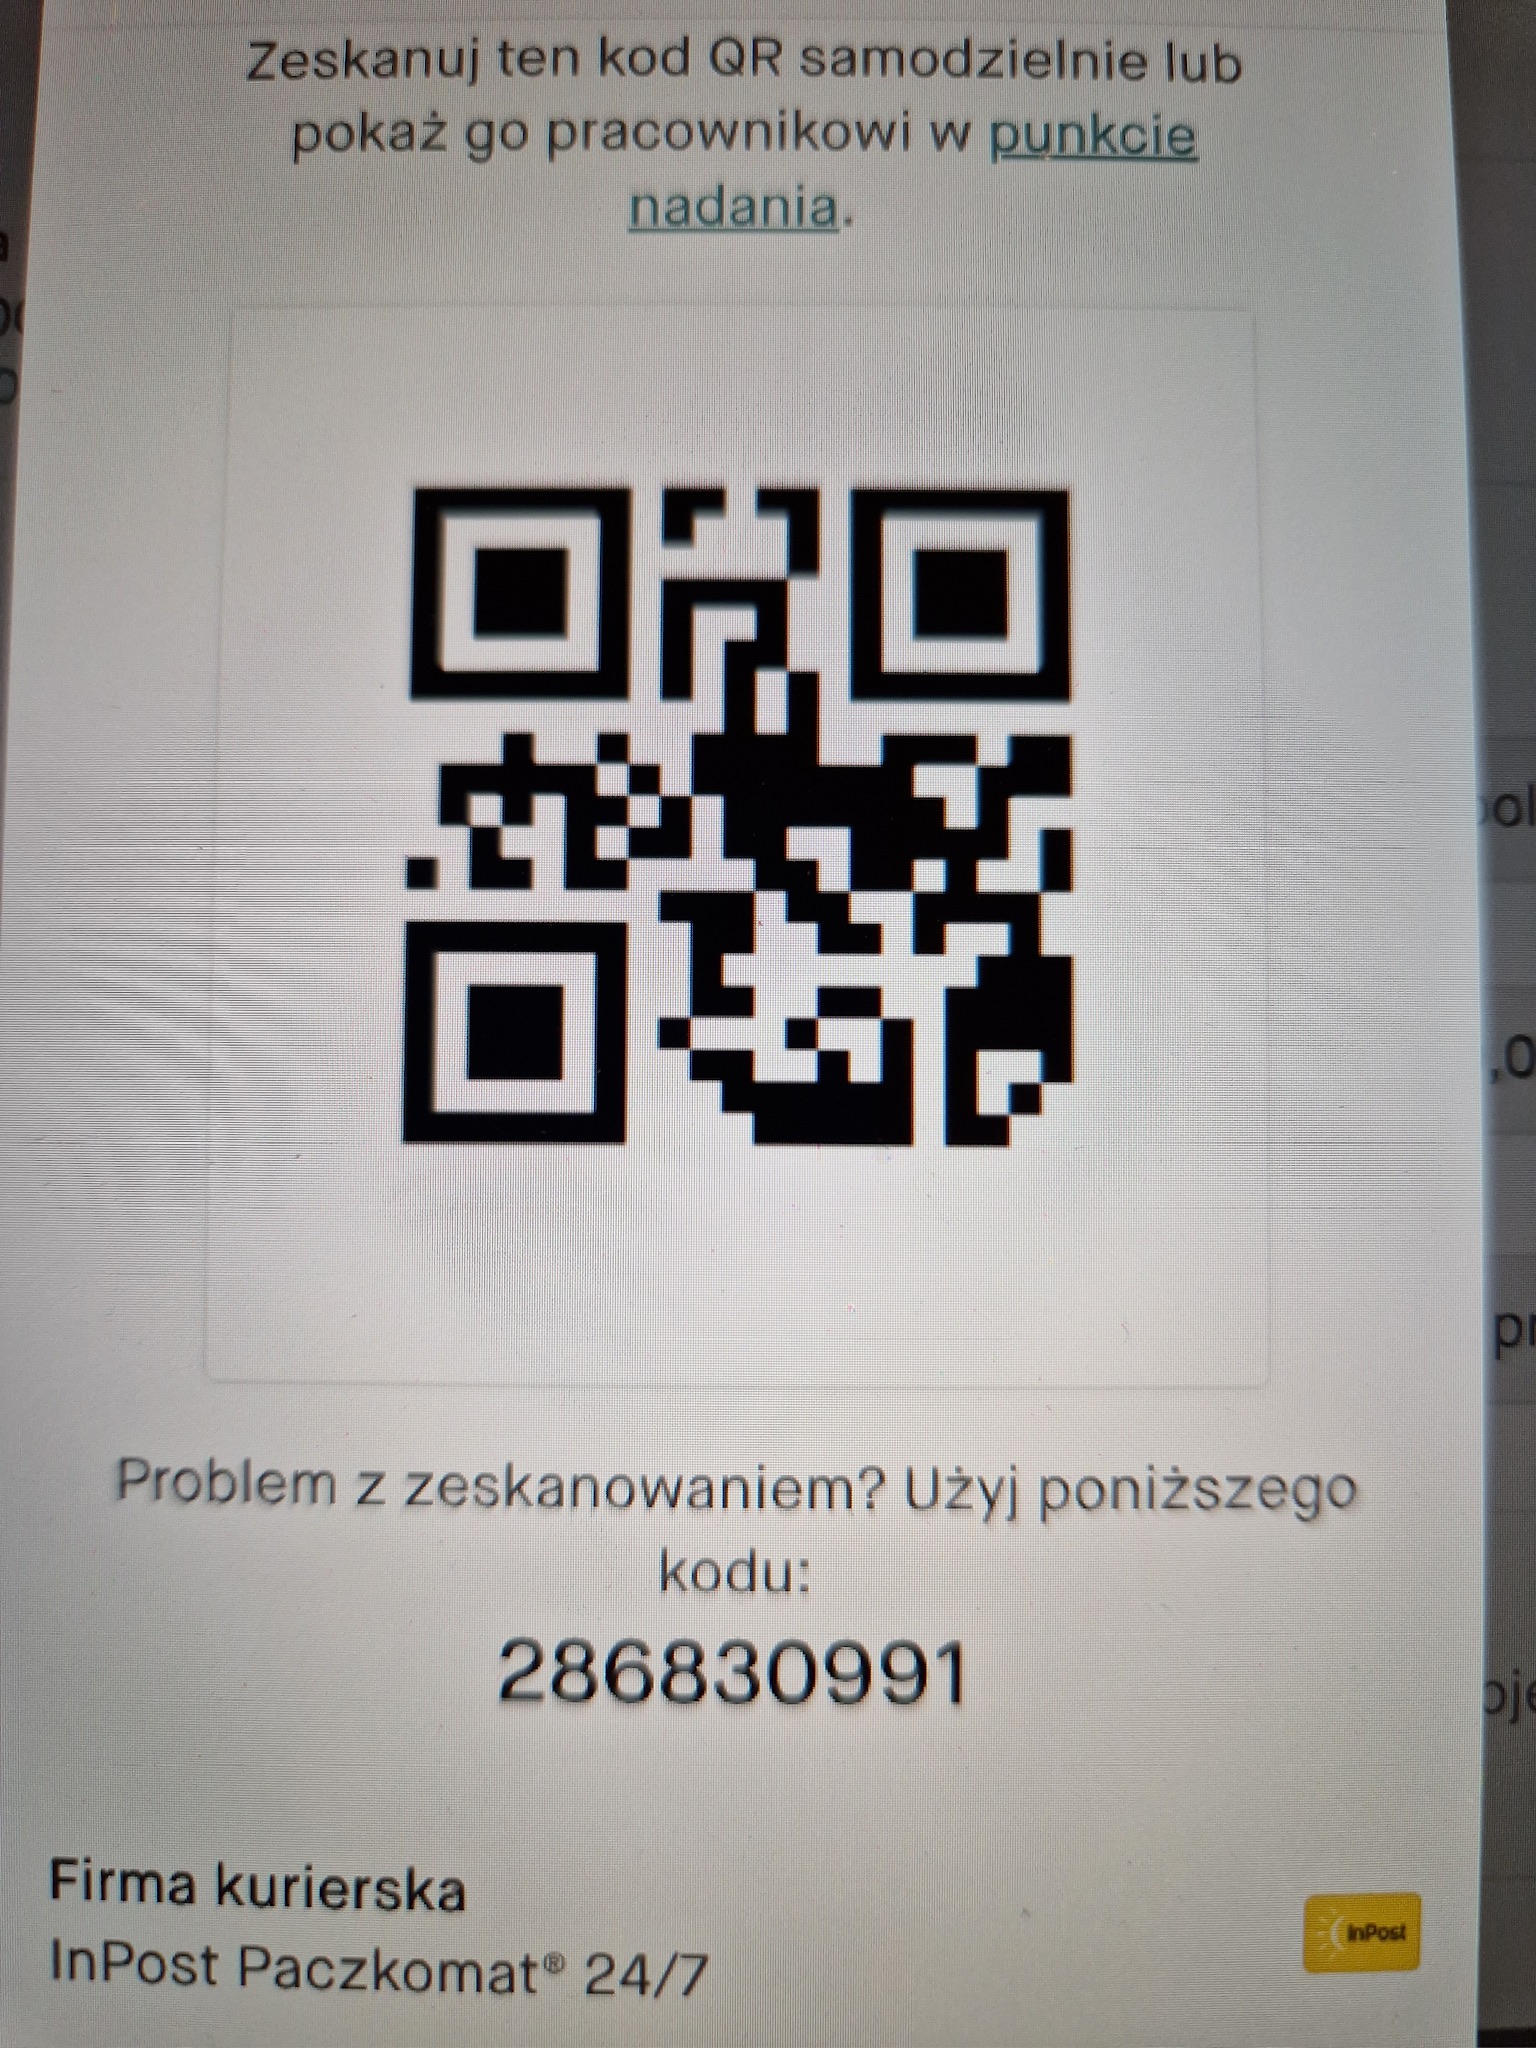 Zeskanuj ten kod QR samodzielnie lub
pokaż go pracownikowi w punkcie
nadania.
Problem z zeskanowaniem? Użyj poniższego
kodu:
286830991
Firma kurierska
InPost Paczkomat® 24/7
InPost